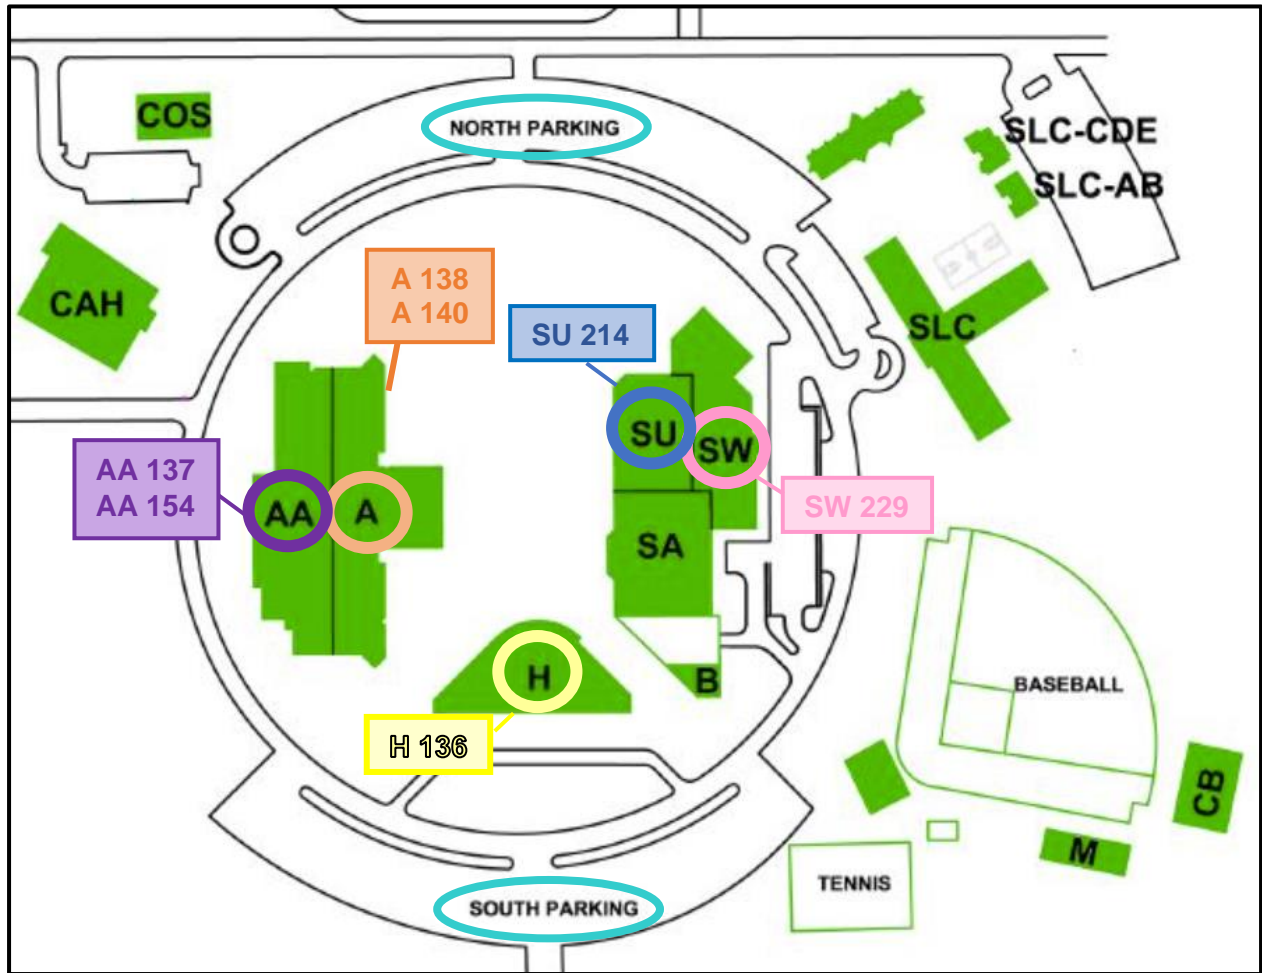 COS
NORTH PARKING
SLC-CDE
SLC-AB
CAH
A 138
A 140
SU 214
SLC
SU
SW
AA 137
AA 154
AA
A
SW 229
SA
H
B
BASEBALL
H 136
CB
M
TENNIS
SOUTH PARKING